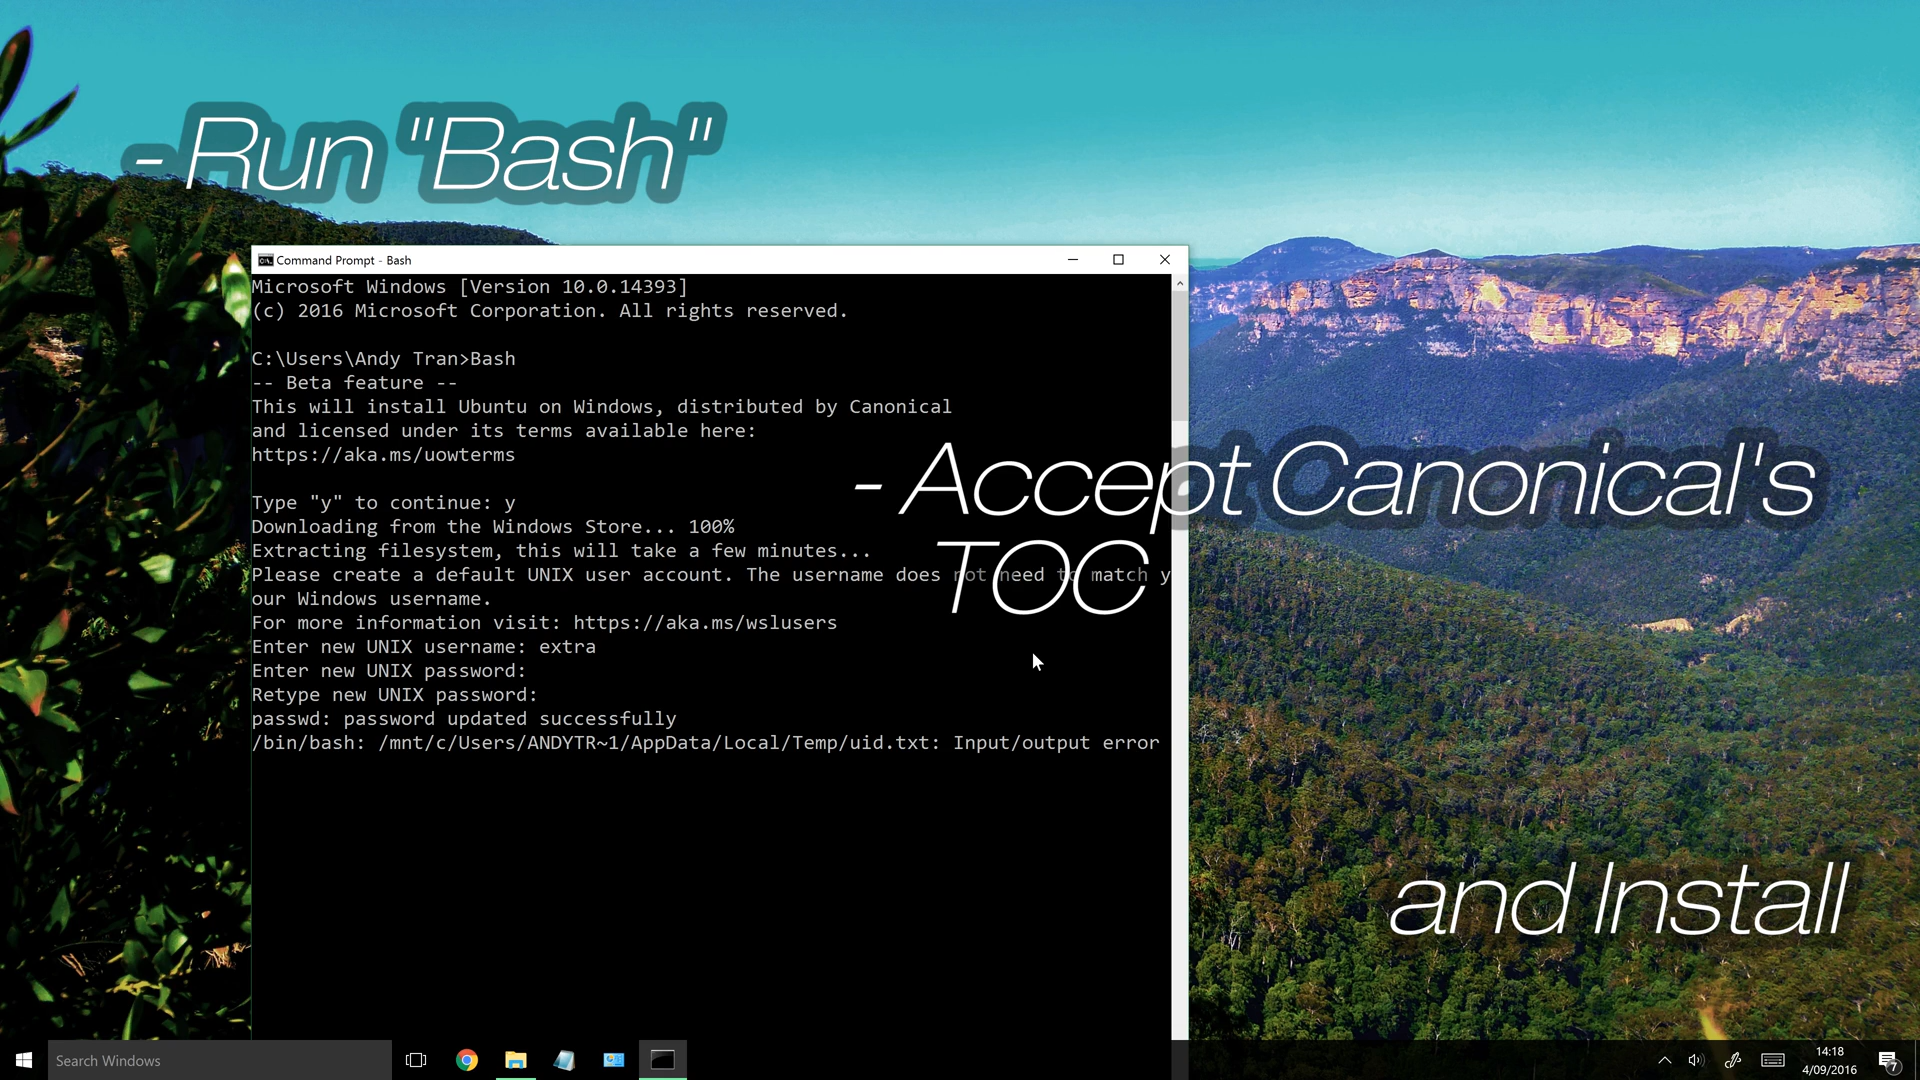 -Run "Bash"
Command Prompt - Bash
Microsoft Windows [Version 10.0.14393]
(c) 2016 Microsoft Corporation. All rights reserved.
C:\Users\Andy Tran>Bash
-- Beta feature --
This will install Ubuntu on Windows, distributed by Canonical
and licensed under its terms available here:
https://aka.ms/uowterms
- Accept Canonical's
TOC
Type "y" to continue: y
Downloading from the Windows Store... 100%
Extracting filesystem, this will take a few minutes...
Please create a default UNIX user account. The username does not need to match y
our Windows username.
For more information visit: https://aka.ms/wslusers
Enter new UNIX username: extra
Enter new UNIX password:
Retype new UNIX password:
passwd: password updated successfully
/bin/bash: /mnt/c/Users/ANDYTR~1/AppData/Local/Temp/uid.txt: Input/output error
and Install
Search Windows
14:18
4/09/2016
7